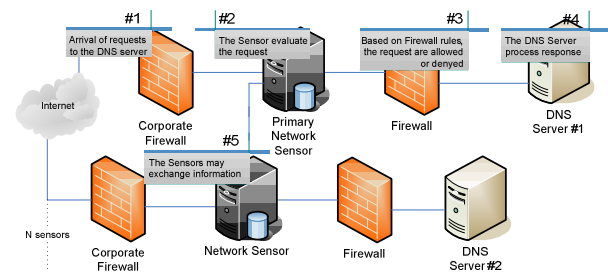 #1
Arrival of requests
to the DNS server
#2
The Sensor evaluate
the request
#3
Based on Firewall rules,
the request are allowed
or denyed
#4
The DNS Server
process response
Internet
Corporate
Firewall
Primary
Network
Sensor
Firewall
DNS
Server #1
#5
The Sensors may
exchange information
N sensors
Corporate
Firewall
Network Sensor
Firewall
DNS
Server #2